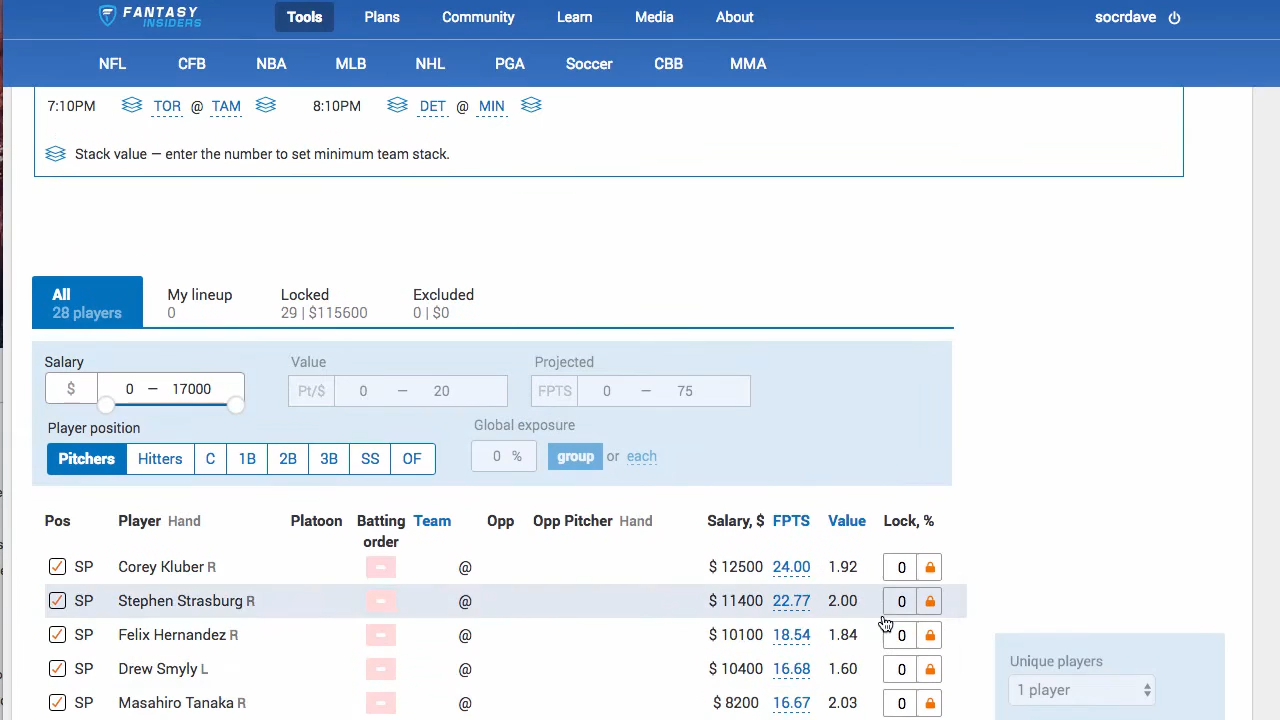 FANTASY INSIDERS Tools Plans Community Learn Media About socrdave
NFL CFB NBA MLB NHL PGA Soccer CBB MMA
7:10PM TOR @ TAM 8:10PM DET @ MIN
Stack value — enter the number to set minimum team stack.
All My lineup Locked Excluded
28 players 0 29 | $115600 0 | $0
Salary Value Projected
$ 0 — 17000 Pt/$ 0 — 20 FPTS 0 — 75
Player position Global exposure
Pitchers Hitters C 1B 2B 3B SS OF 0 % group or each
Pos Player Hand Platoon Batting order Team Opp Opp Pitcher Hand Salary, $ FPTS Value Lock, %
SP Corey Kluber R @ $ 12500 24.00 1.92 0
SP Stephen Strasburg R @ $ 11400 22.77 2.00 0
SP Felix Hernandez R @ $ 10100 18.54 1.84 0
SP Drew Smyly L @ $ 10400 16.68 1.60 0
SP Masahiro Tanaka R @ $ 8200 16.67 2.03 0
Unique players
1 player